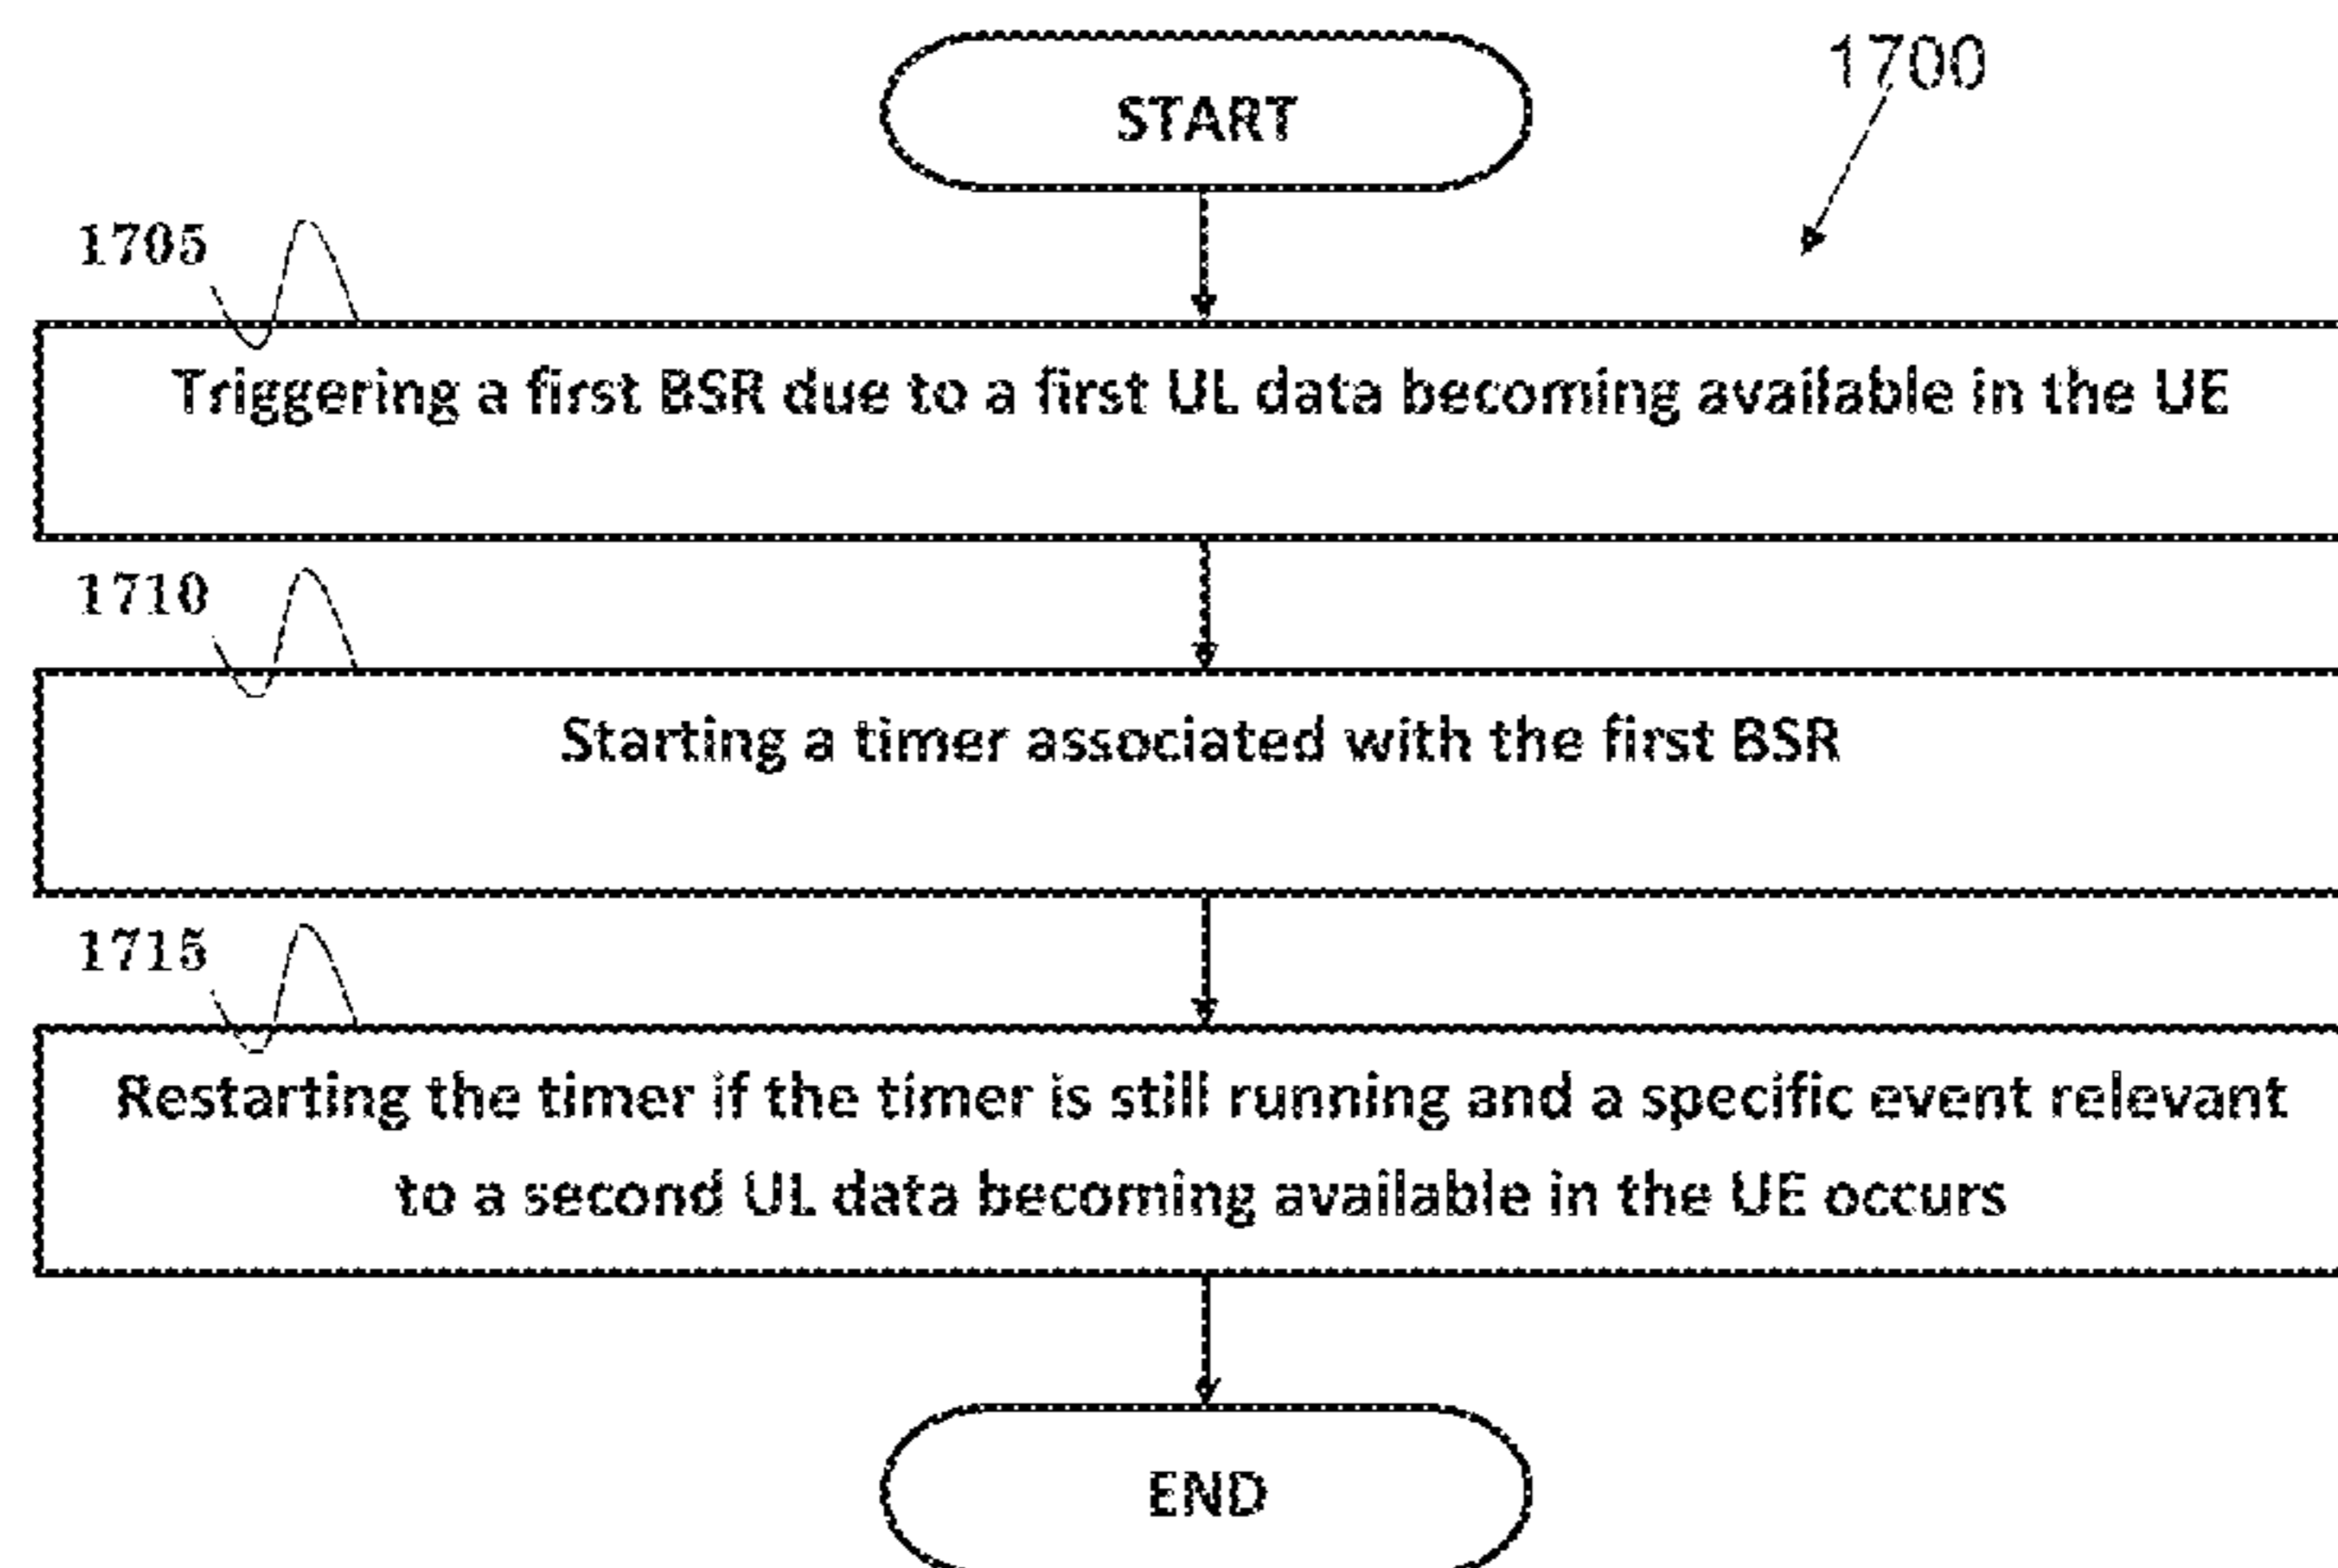 START
1700
1705
Triggering a first BSR due to a first UL data becoming available in the UE
1710
Starting a timer associated with the first BSR
1715
Restarting the timer if the timer is still running and a specific event relevant
to a second UL data becoming available in the UE occurs
END